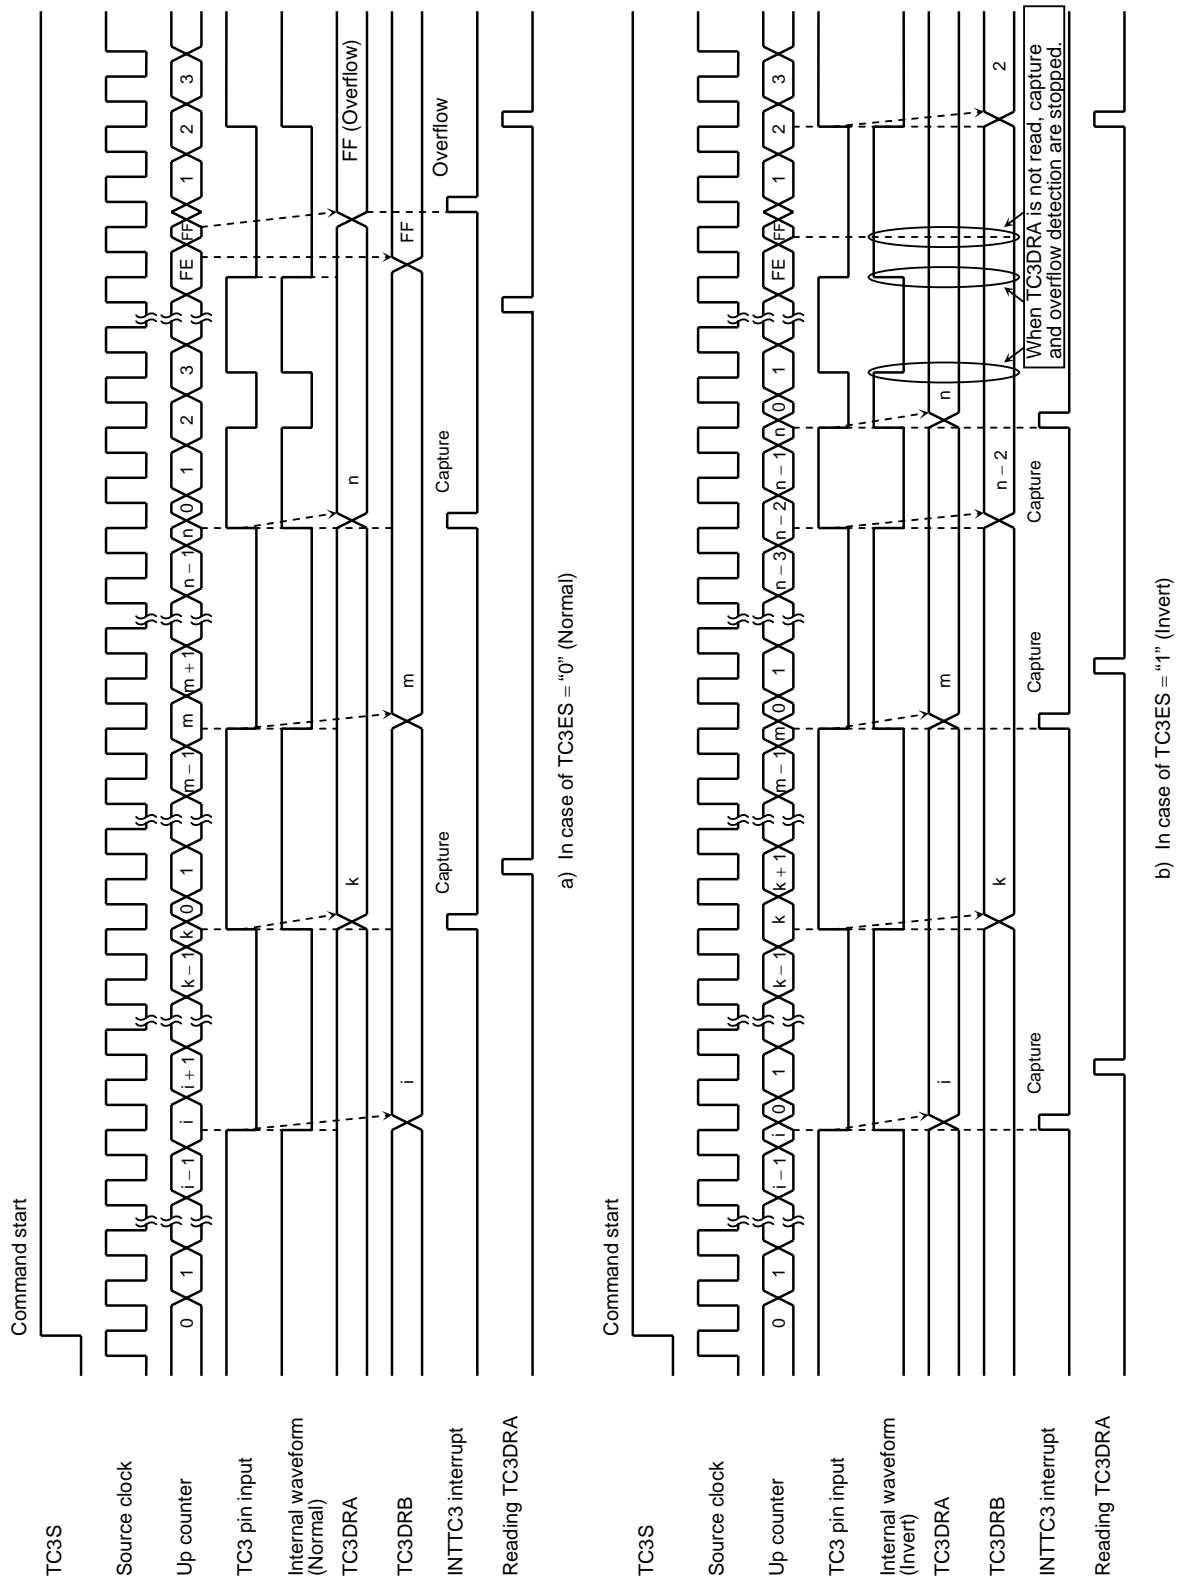 Command start
TC3S
Source clock
Up counter 0 1 i − 1 i i + 1 k − 1 k 0 1 m − 1 m m + 1 n − 1 n 0 1 2 3 FE FF 1 2 3
TC3 pin input
Internal waveform
(Normal)
TC3DRA k n FF (Overflow)
TC3DRB i m FF
Capture Capture Overflow
INTTC3 interrupt
Reading TC3DRA
a) In case of TC3ES = “0” (Normal)
Command start
TC3S
Source clock
Up counter 0 1 i − 1 i 0 1 k − 1 k k + 1 m − 1 m 0 1 n − 3 n − 2 n − 1 n 0 1 FE FF 1 2 3
TC3 pin input
Internal waveform
(Invert)
TC3DRA i m n
TC3DRB k n − 2 2
Capture Capture Capture
INTTC3 interrupt
When TC3DRA is not read, capture
and overflow detection are stopped.
Reading TC3DRA
b) In case of TC3ES = “1” (Invert)